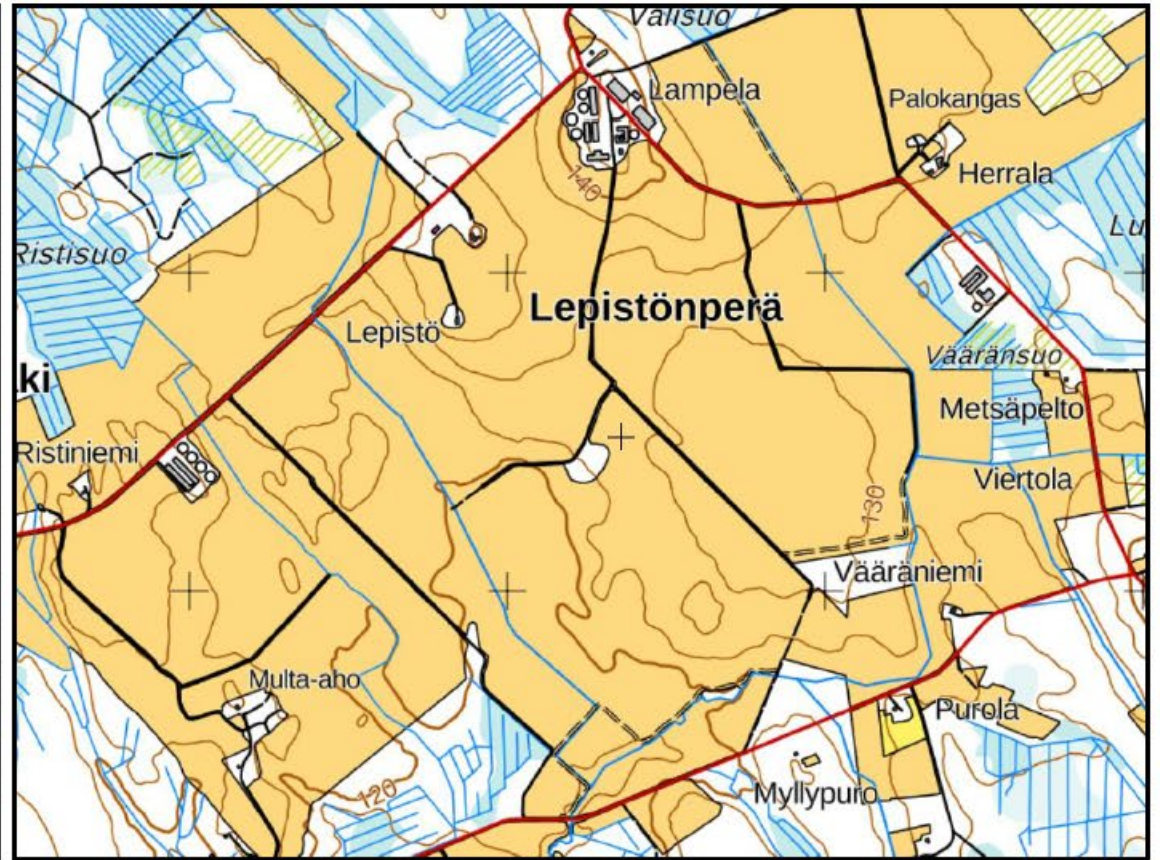 Välisuo
Lampela
Palokangas
Herrala
140
Lu
Ristisuo
Lepistönperä
Lepistö
Vääränsuo
ki
Metsäpelto
Ristiniemi
Viertola
130
Vääräniemi
Multa-aho
Purola
120
Myllypuro